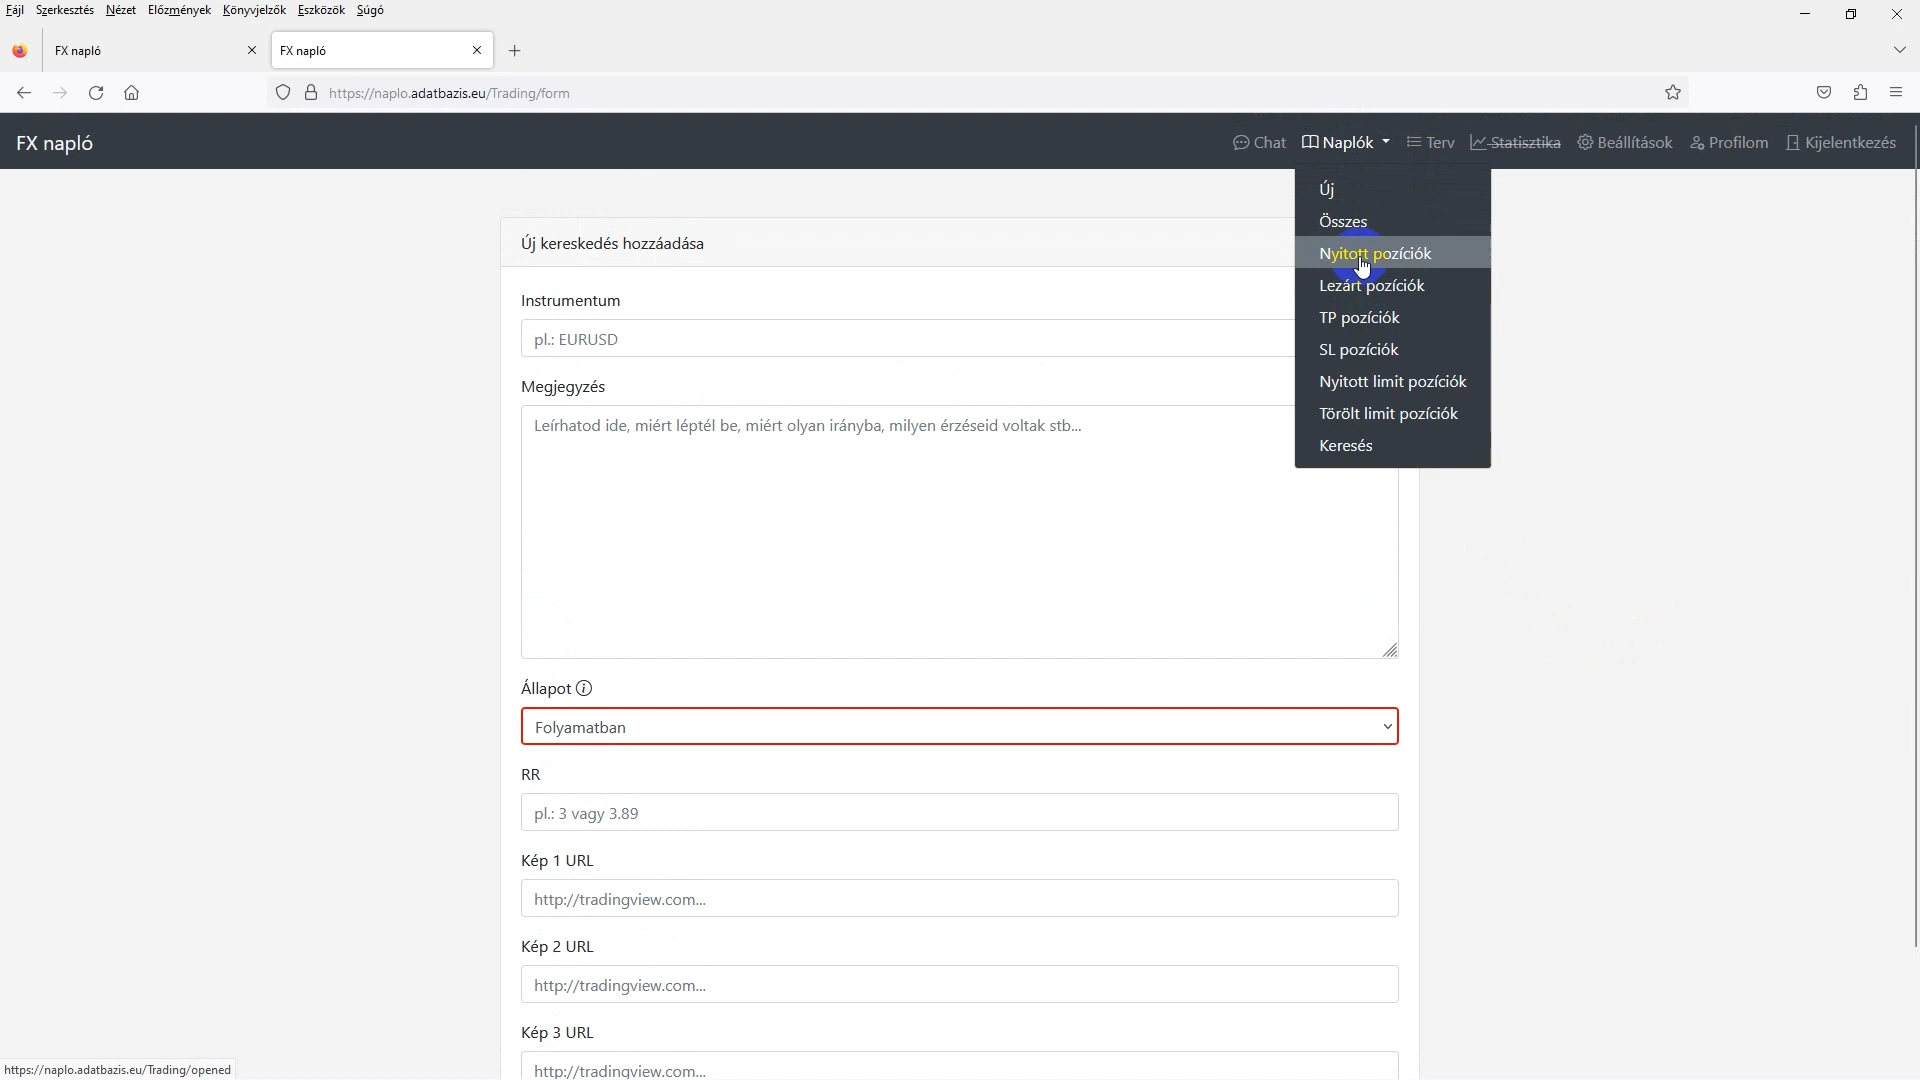 Fájl Szerkesztés Nézet Előzmények Könyvjelzők Eszközök Súgó
FX napló
FX napló
https://naplo.adatbazis.eu/Trading/form
FX napló
Chat Naplók Terv Statisztika Beállítások Profilom Kijelentkezés
Új
Összes
Nyitott pozíciók
Lezárt pozíciók
TP pozíciók
SL pozíciók
Nyitott limit pozíciók
Törölt limit pozíciók
Keresés
Új kereskedés hozzáadása
Instrumentum
pl.: EURUSD
Megjegyzés
Leírhatod ide, miért léptél be, miért olyan irányba, milyen érzéseid voltak stb...
Állapot
Folyamatban
RR
pl.: 3 vagy 3.89
Kép 1 URL
http://tradingview.com...
Kép 2 URL
http://tradingview.com...
Kép 3 URL
http://tradingview.com...
https://naplo.adatbazis.eu/Trading/opened